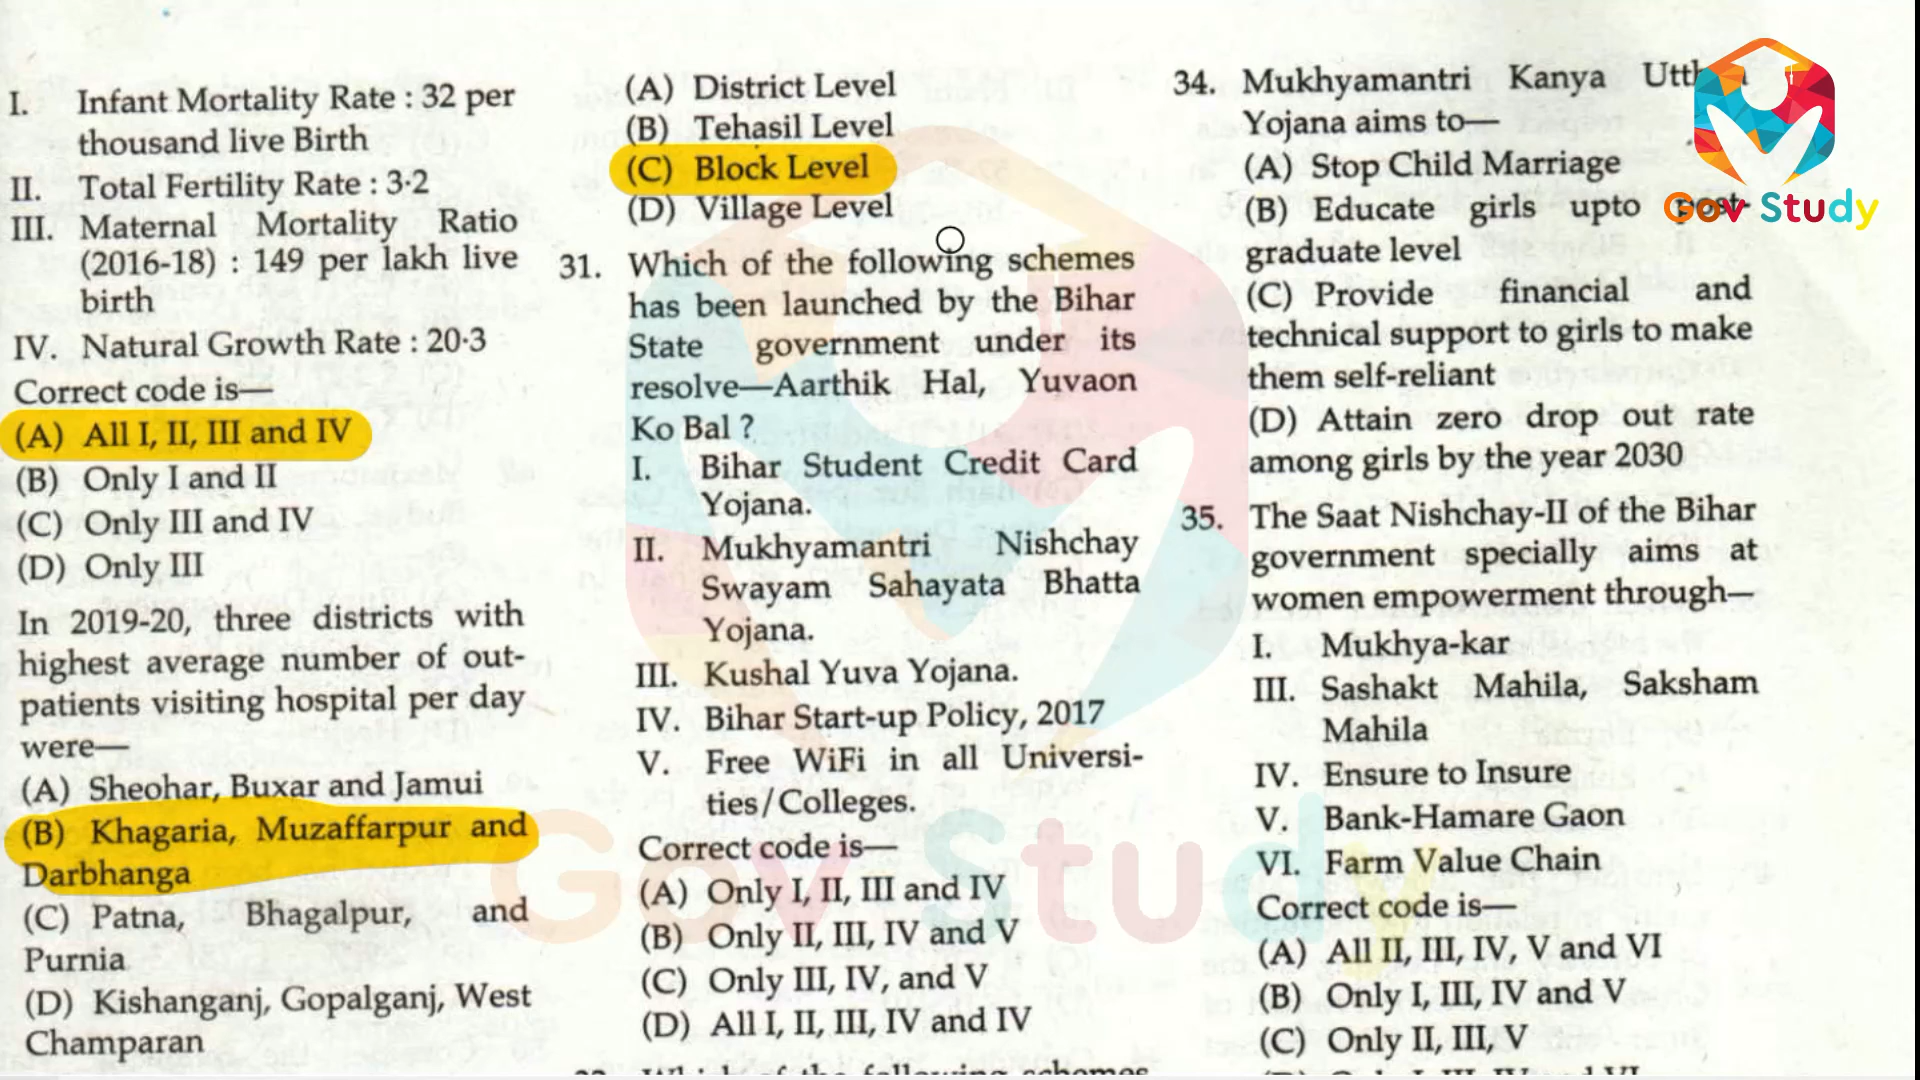 I. Infant Mortality Rate : 32 per
thousand live Birth
II. Total Fertility Rate : 3·2
III. Maternal Mortality Ratio
(2016-18) : 149 per lakh live
birth
IV. Natural Growth Rate : 20·3
Correct code is—
(A) All I, II, III and IV
(B) Only I and II
(C) Only III and IV
(D) Only III
In 2019-20, three districts with
highest average number of out-
patients visiting hospital per day
were—
(A) Sheohar, Buxar and Jamui
(B) Khagaria, Muzaffarpur and
Darbhanga
(C) Patna, Bhagalpur, and
Purnia
(D) Kishanganj, Gopalganj, West
Champaran
(A) District Level
(B) Tehasil Level
(C) Block Level
(D) Village Level
31. Which of the following schemes
has been launched by the Bihar
State government under its
resolve—Aarthik Hal, Yuvaon
Ko Bal ?
I. Bihar Student Credit Card
Yojana.
II. Mukhyamantri Nishchay
Swayam Sahayata Bhatta
Yojana.
III. Kushal Yuva Yojana.
IV. Bihar Start-up Policy, 2017
V. Free WiFi in all Universi-
ties/Colleges.
Correct code is—
(A) Only I, II, III and IV
(B) Only II, III, IV and V
(C) Only III, IV, and V
(D) All I, II, III, IV and IV
Which of the following schemes
34. Mukhyamantri Kanya
Yojana aims to—
(A) Stop Child Marriage
(B) Educate girls upto post-
graduate level
(C) Provide financial and
technical support to girls to make
them self-reliant
(D) Attain zero drop out rate
among girls by the year 2030
35. The Saat Nishchay-II of the Bihar
government specially aims at
women empowerment through—
I. Mukhya-kar
III. Sashakt Mahila, Saksham
Mahila
IV. Ensure to Insure
V. Bank-Hamare Gaon
VI. Farm Value Chain
Correct code is—
(A) All II, III, IV, V and VI
(B) Only I, III, IV and V
(C) Only II, III, V
Gov Study
Gov Study